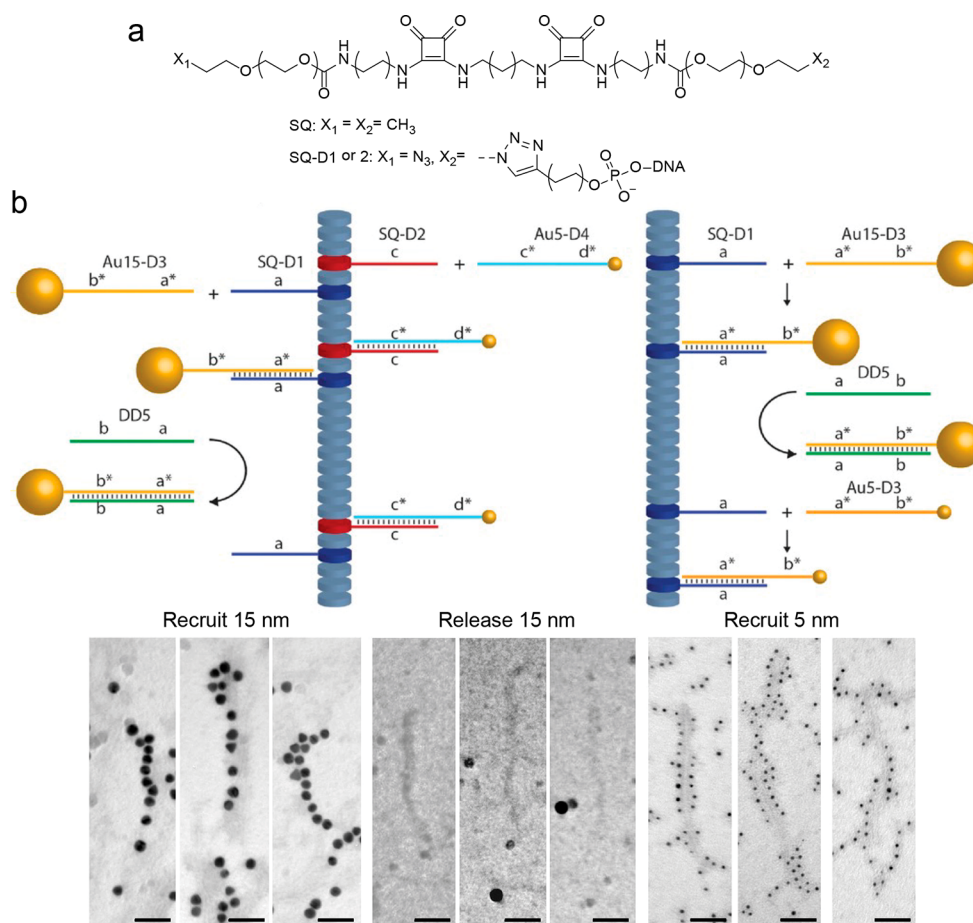 a
O O O O
X1 O O N H N H N H N H N H N H O O X2
O O
SQ: X1 = X2= CH3
SQ-D1 or 2: X1 = N3, X2=
N N N O P O O–DNA O−
b
SQ-D2 Au5-D4 SQ-D1 Au15-D3
Au15-D3 SQ-D1 c + c* d* a + a* b*
b* a* + a
c* d* a* b*
c a
b* a*
a
DD5
a b
DD5
b a
a* b*
a b
b* a*
b a
Au5-D3
c* d* a + a* b*
c
a
a* b*
a
Recruit 15 nm Release 15 nm Recruit 5 nm